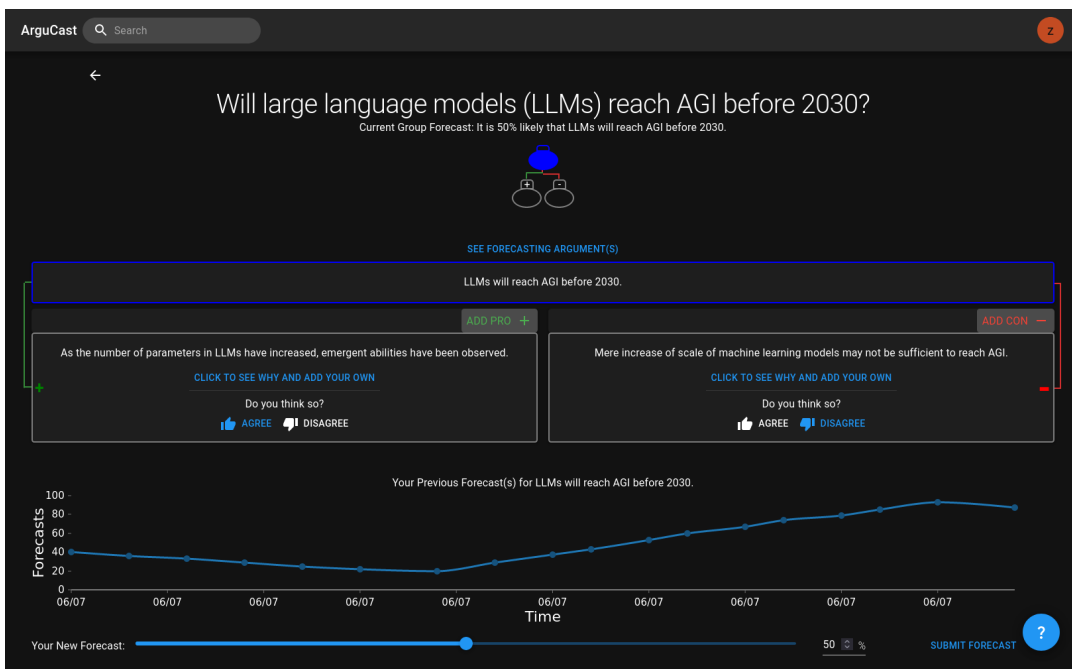 ArguCast
Search
Z
Will large language models (LLMs) reach AGI before 2030?
Current Group Forecast: It is 50% likely that LLMs will reach AGI before 2030.
+ -
SEE FORECASTING ARGUMENT(S)
LLMs will reach AGI before 2030.
ADD PRO +
ADD CON −
As the number of parameters in LLMs have increased, emergent abilities have been observed.
CLICK TO SEE WHY AND ADD YOUR OWN
Do you think so?
AGREE DISAGREE
Mere increase of scale of machine learning models may not be sufficient to reach AGI.
CLICK TO SEE WHY AND ADD YOUR OWN
Do you think so?
AGREE DISAGREE
Your Previous Forecast(s) for LLMs will reach AGI before 2030.
Forecasts
100
80
60
40
20
0
06/07 06/07 06/07 06/07 06/07 06/07 06/07 06/07 06/07 06/07
Time
Your New Forecast: 50 % SUBMIT FORECAST
?